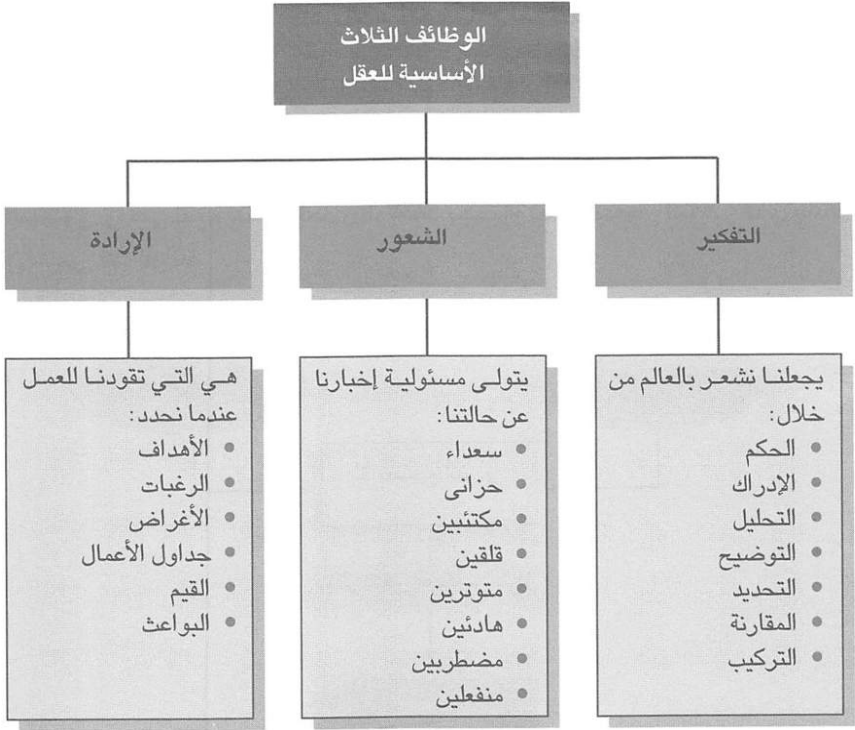 الوظائف الثلاث
الأساسية للعقل
التفكير
يجعلنا نشعر بالعالم من
خلال:
• الحكم
• الإدراك
• التحليل
• التوضيح
• التحديد
• المقارنة
• التركيب
الشعور
يتولى مسئولية إخبارنا
عن حالتنا:
• سعداء
• حزانى
• مكتئبين
• قلقين
• متوترين
• هادئين
• مضطربين
• منفعلين
الإرادة
هي التي تقودنا للعمل
عندما نحدد:
• الأهداف
• الرغبات
• الأغراض
• جداول الأعمال
• القيم
• البواعث